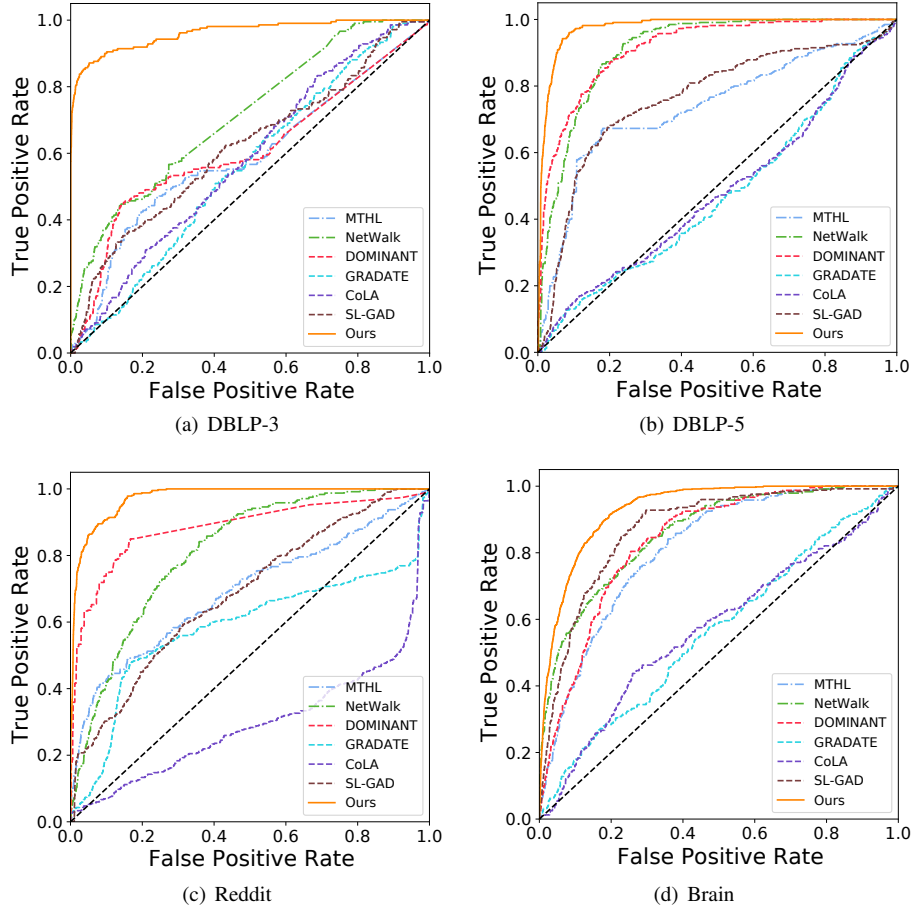 True Positive Rate
1.0
0.8
0.6
0.4
0.2
0.0
MTHL
NetWalk
DOMINANT
GRADATE
CoLA
SL-GAD
Ours
0.0 0.2 0.4 0.6 0.8 1.0
False Positive Rate
(a) DBLP-3
True Positive Rate
1.0
0.8
0.6
0.4
0.2
0.0
MTHL
NetWalk
DOMINANT
GRADATE
CoLA
SL-GAD
Ours
0.0 0.2 0.4 0.6 0.8 1.0
False Positive Rate
(b) DBLP-5
True Positive Rate
1.0
0.8
0.6
0.4
0.2
0.0
MTHL
NetWalk
DOMINANT
GRADATE
CoLA
SL-GAD
Ours
0.0 0.2 0.4 0.6 0.8 1.0
False Positive Rate
(c) Reddit
True Positive Rate
1.0
0.8
0.6
0.4
0.2
0.0
MTHL
NetWalk
DOMINANT
GRADATE
CoLA
SL-GAD
Ours
0.0 0.2 0.4 0.6 0.8 1.0
False Positive Rate
(d) Brain